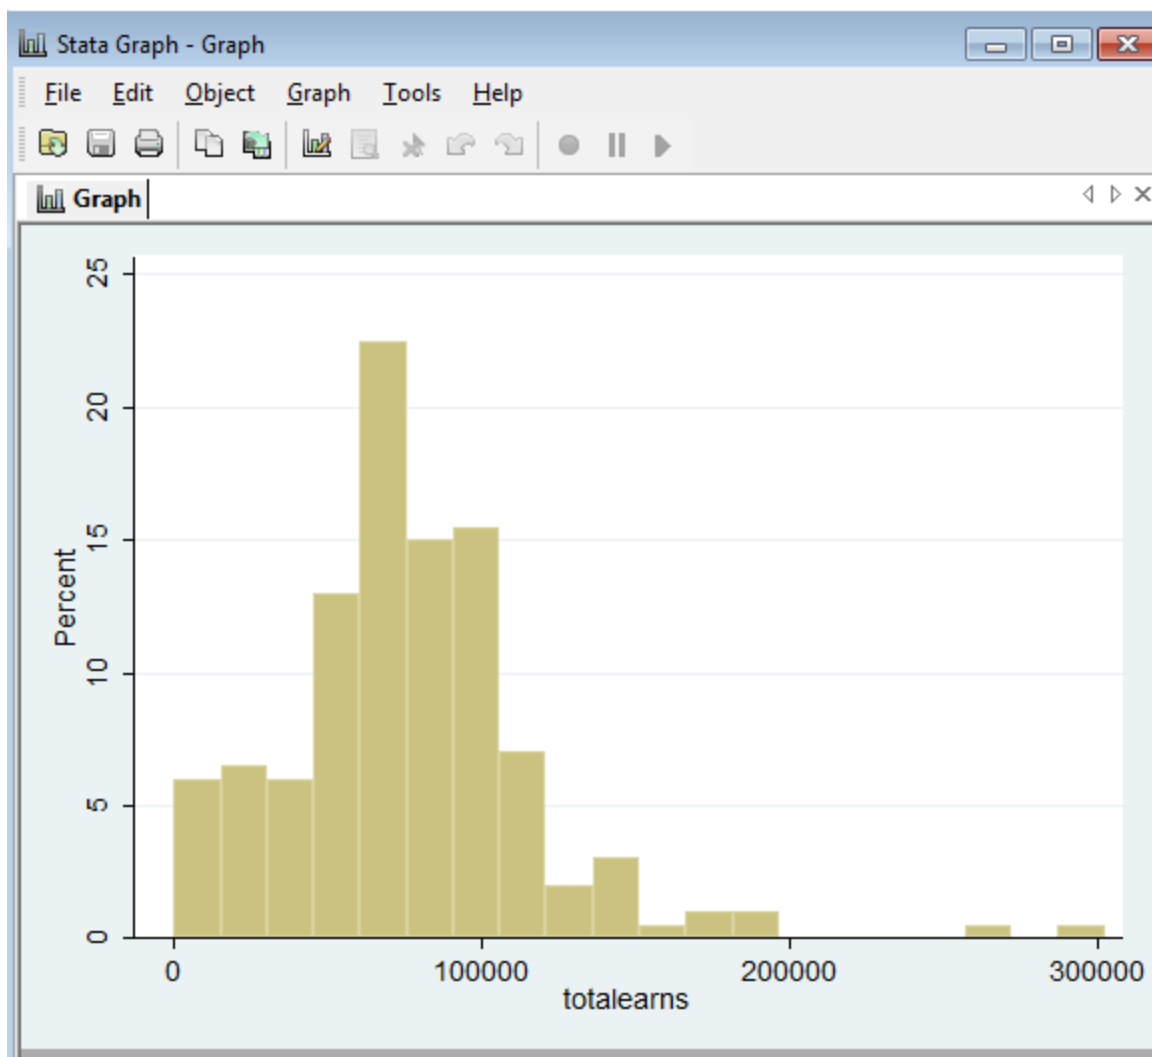 Stata Graph - Graph
File Edit Object Graph Tools Help
Graph
25
20
15
10
5
0
Percent
0 100000 200000 300000
totalearns